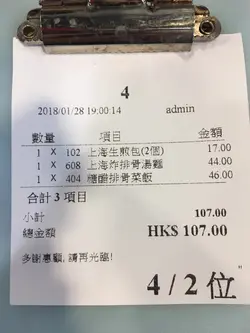 4
2018/01/28 19:00:14 admin
數量 項目 金額
1 X 102 上海生煎包(2個) 17.00
1 X 608 上海炸排骨湯麵 44.00
1 X 404 糖醋排骨菜飯 46.00
合計 3 項目
小計 107.00
總金額 HK$ 107.00
多謝惠顧, 請再光臨!
4 / 2 位